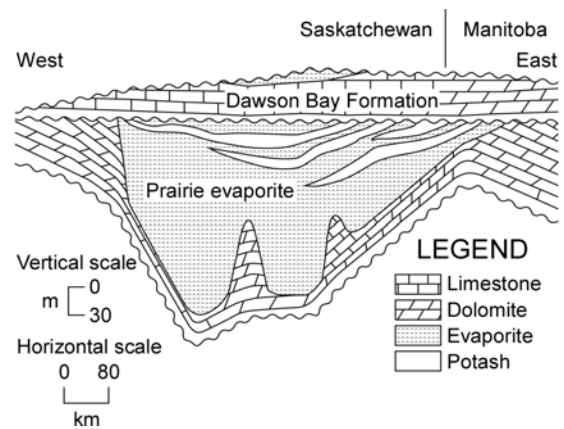 Saskatchewan Manitoba
West East
Dawson Bay Formation
Prairie evaporite
LEGEND
Limestone
Dolomite
Evaporite
Potash
Vertical scale
m 0
30
Horizontal scale
0 80
km